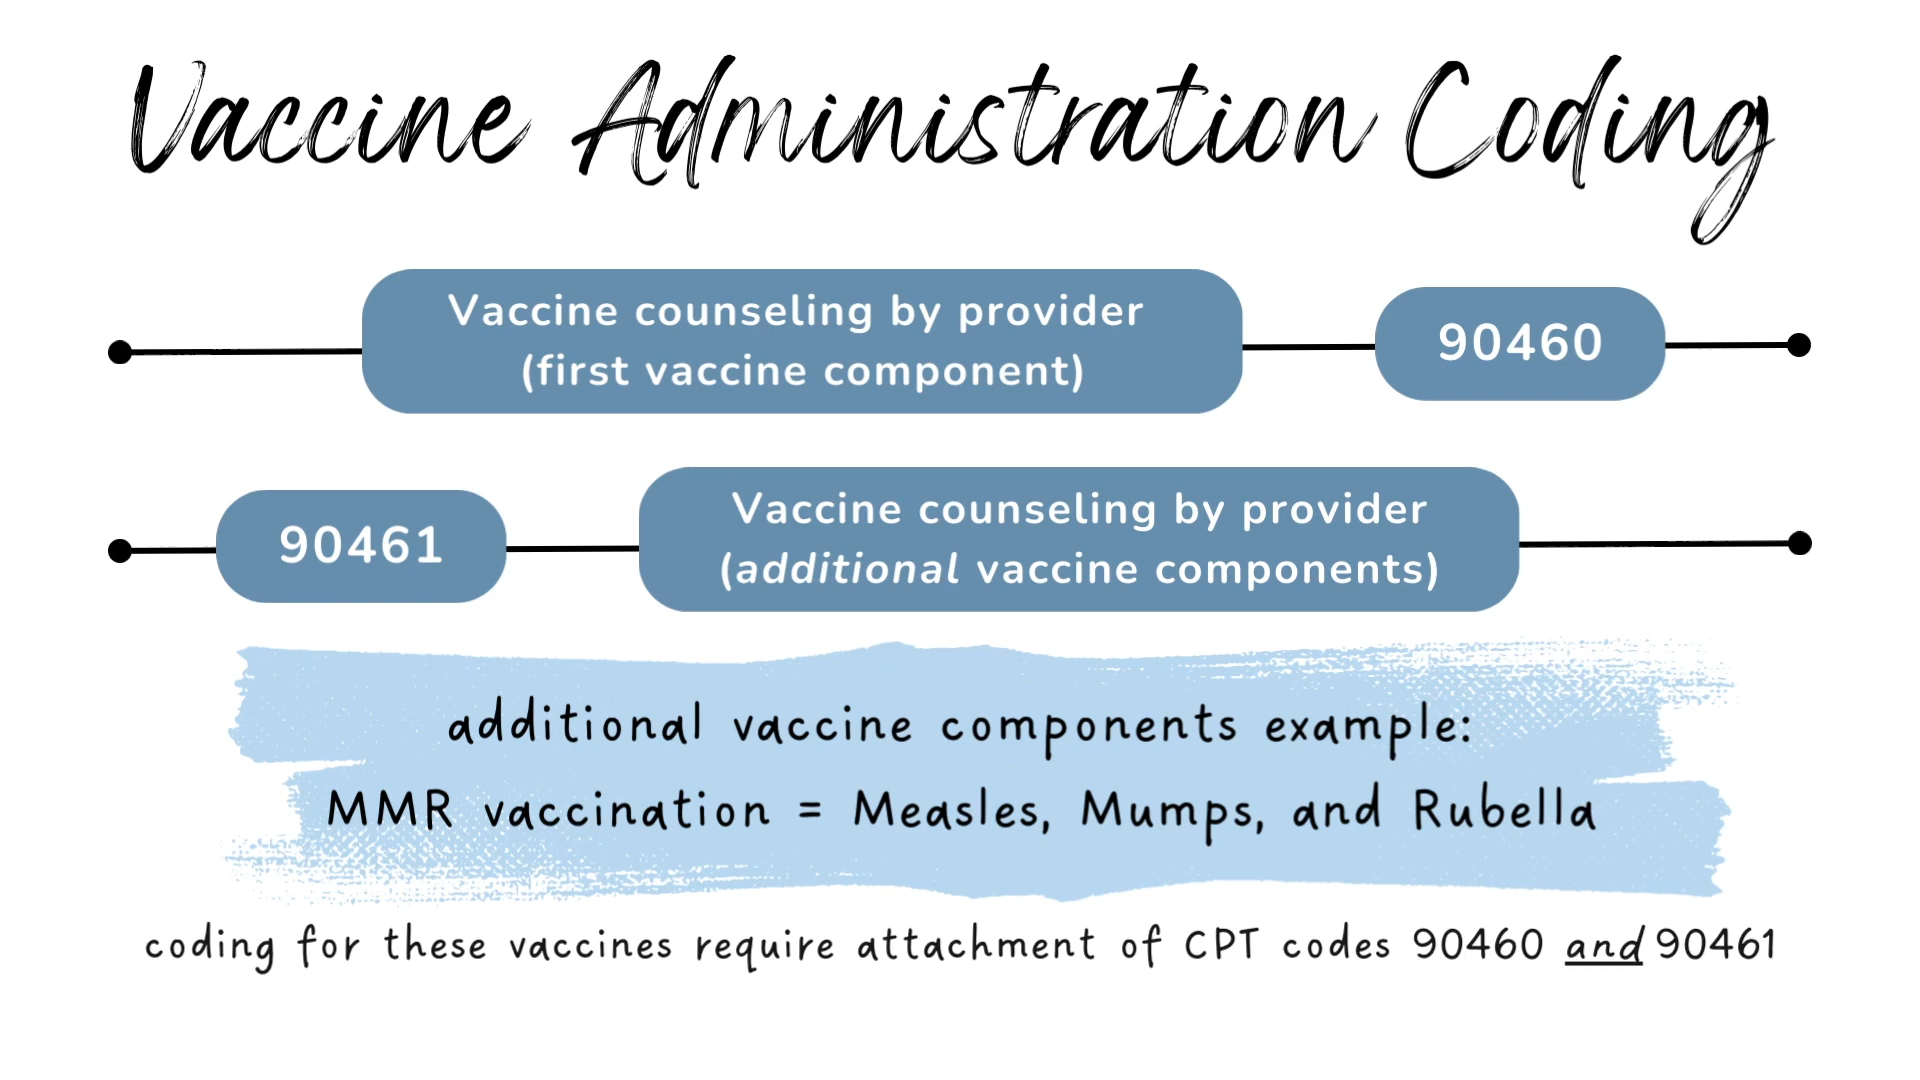 Vaccine Administration Coding
Vaccine counseling by provider
(first vaccine component)
90460
90461
Vaccine counseling by provider
(additional vaccine components)
additional vaccine components example:
MMR vaccination = Measles, Mumps, and Rubella
coding for these vaccines require attachment of CPT codes 90460 and 90461